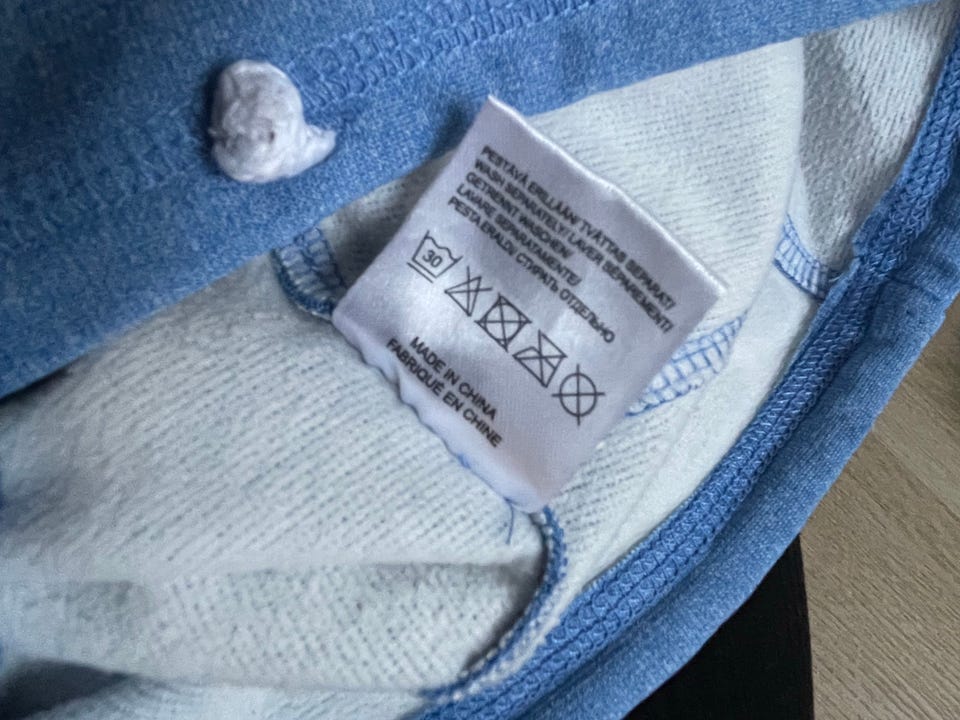 PESTÄVÄ ERILLÄÄN! TVÄTTAS SEPARAT!
WASH SEPARATELY! LAVER SÉPAREMENT!
GETRENNT WASCHEN!
LAVARE SEPARATAMENTE!
PESTA ERALDI! СТИРАТЬ ОТДЕЛЬНО
30
MADE IN CHINA
FABRIQUÉ EN CHINE